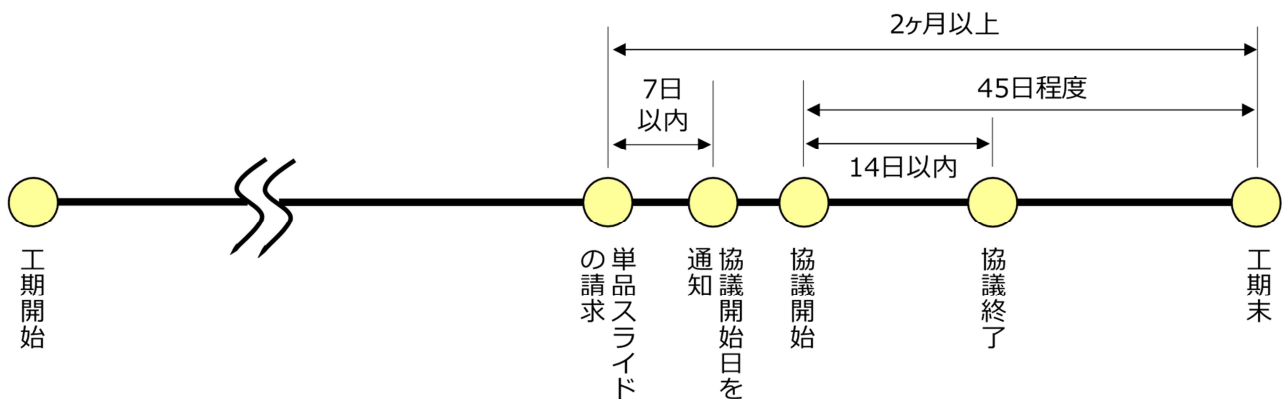 2ヶ月以上
7日
以内
45日程度
14日以内
工期開始
単品スライド
の請求
協議開始日を
通知
協議開始
協議終了
工期末